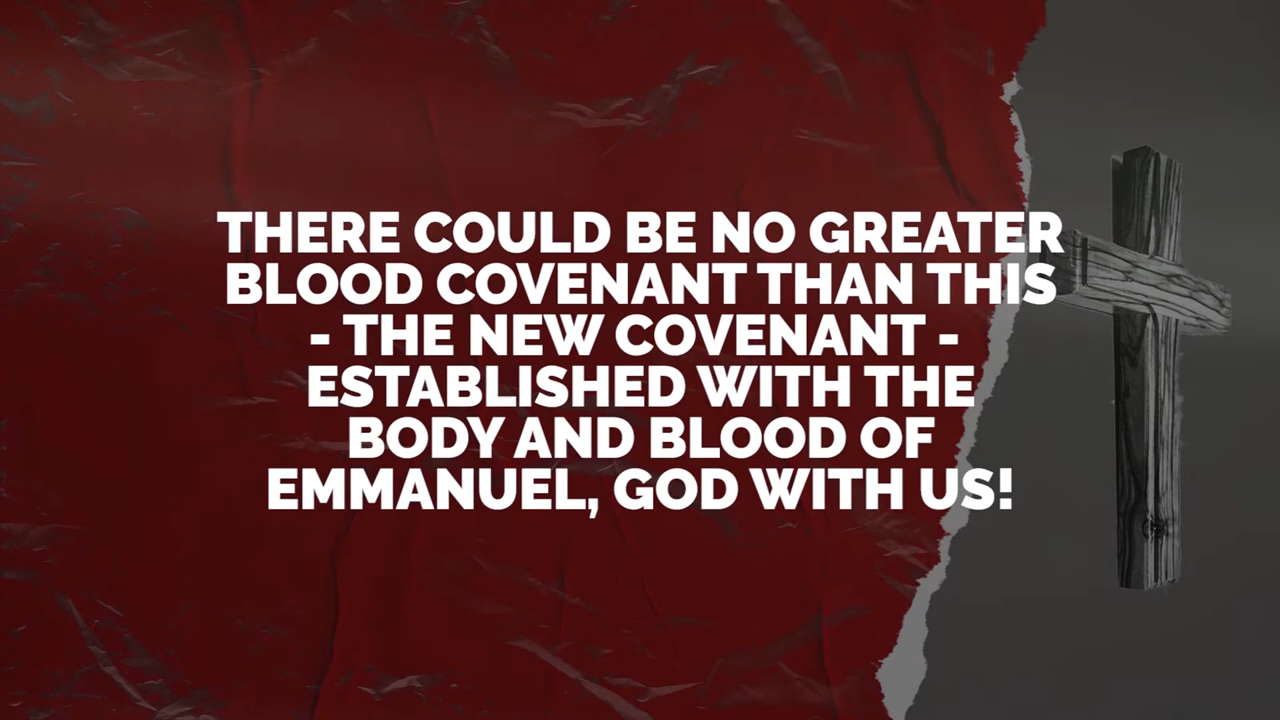 THERE COULD BE NO GREATER
BLOOD COVENANT THAN THIS
- THE NEW COVENANT -
ESTABLISHED WITH THE
BODY AND BLOOD OF
EMMANUEL, GOD WITH US!